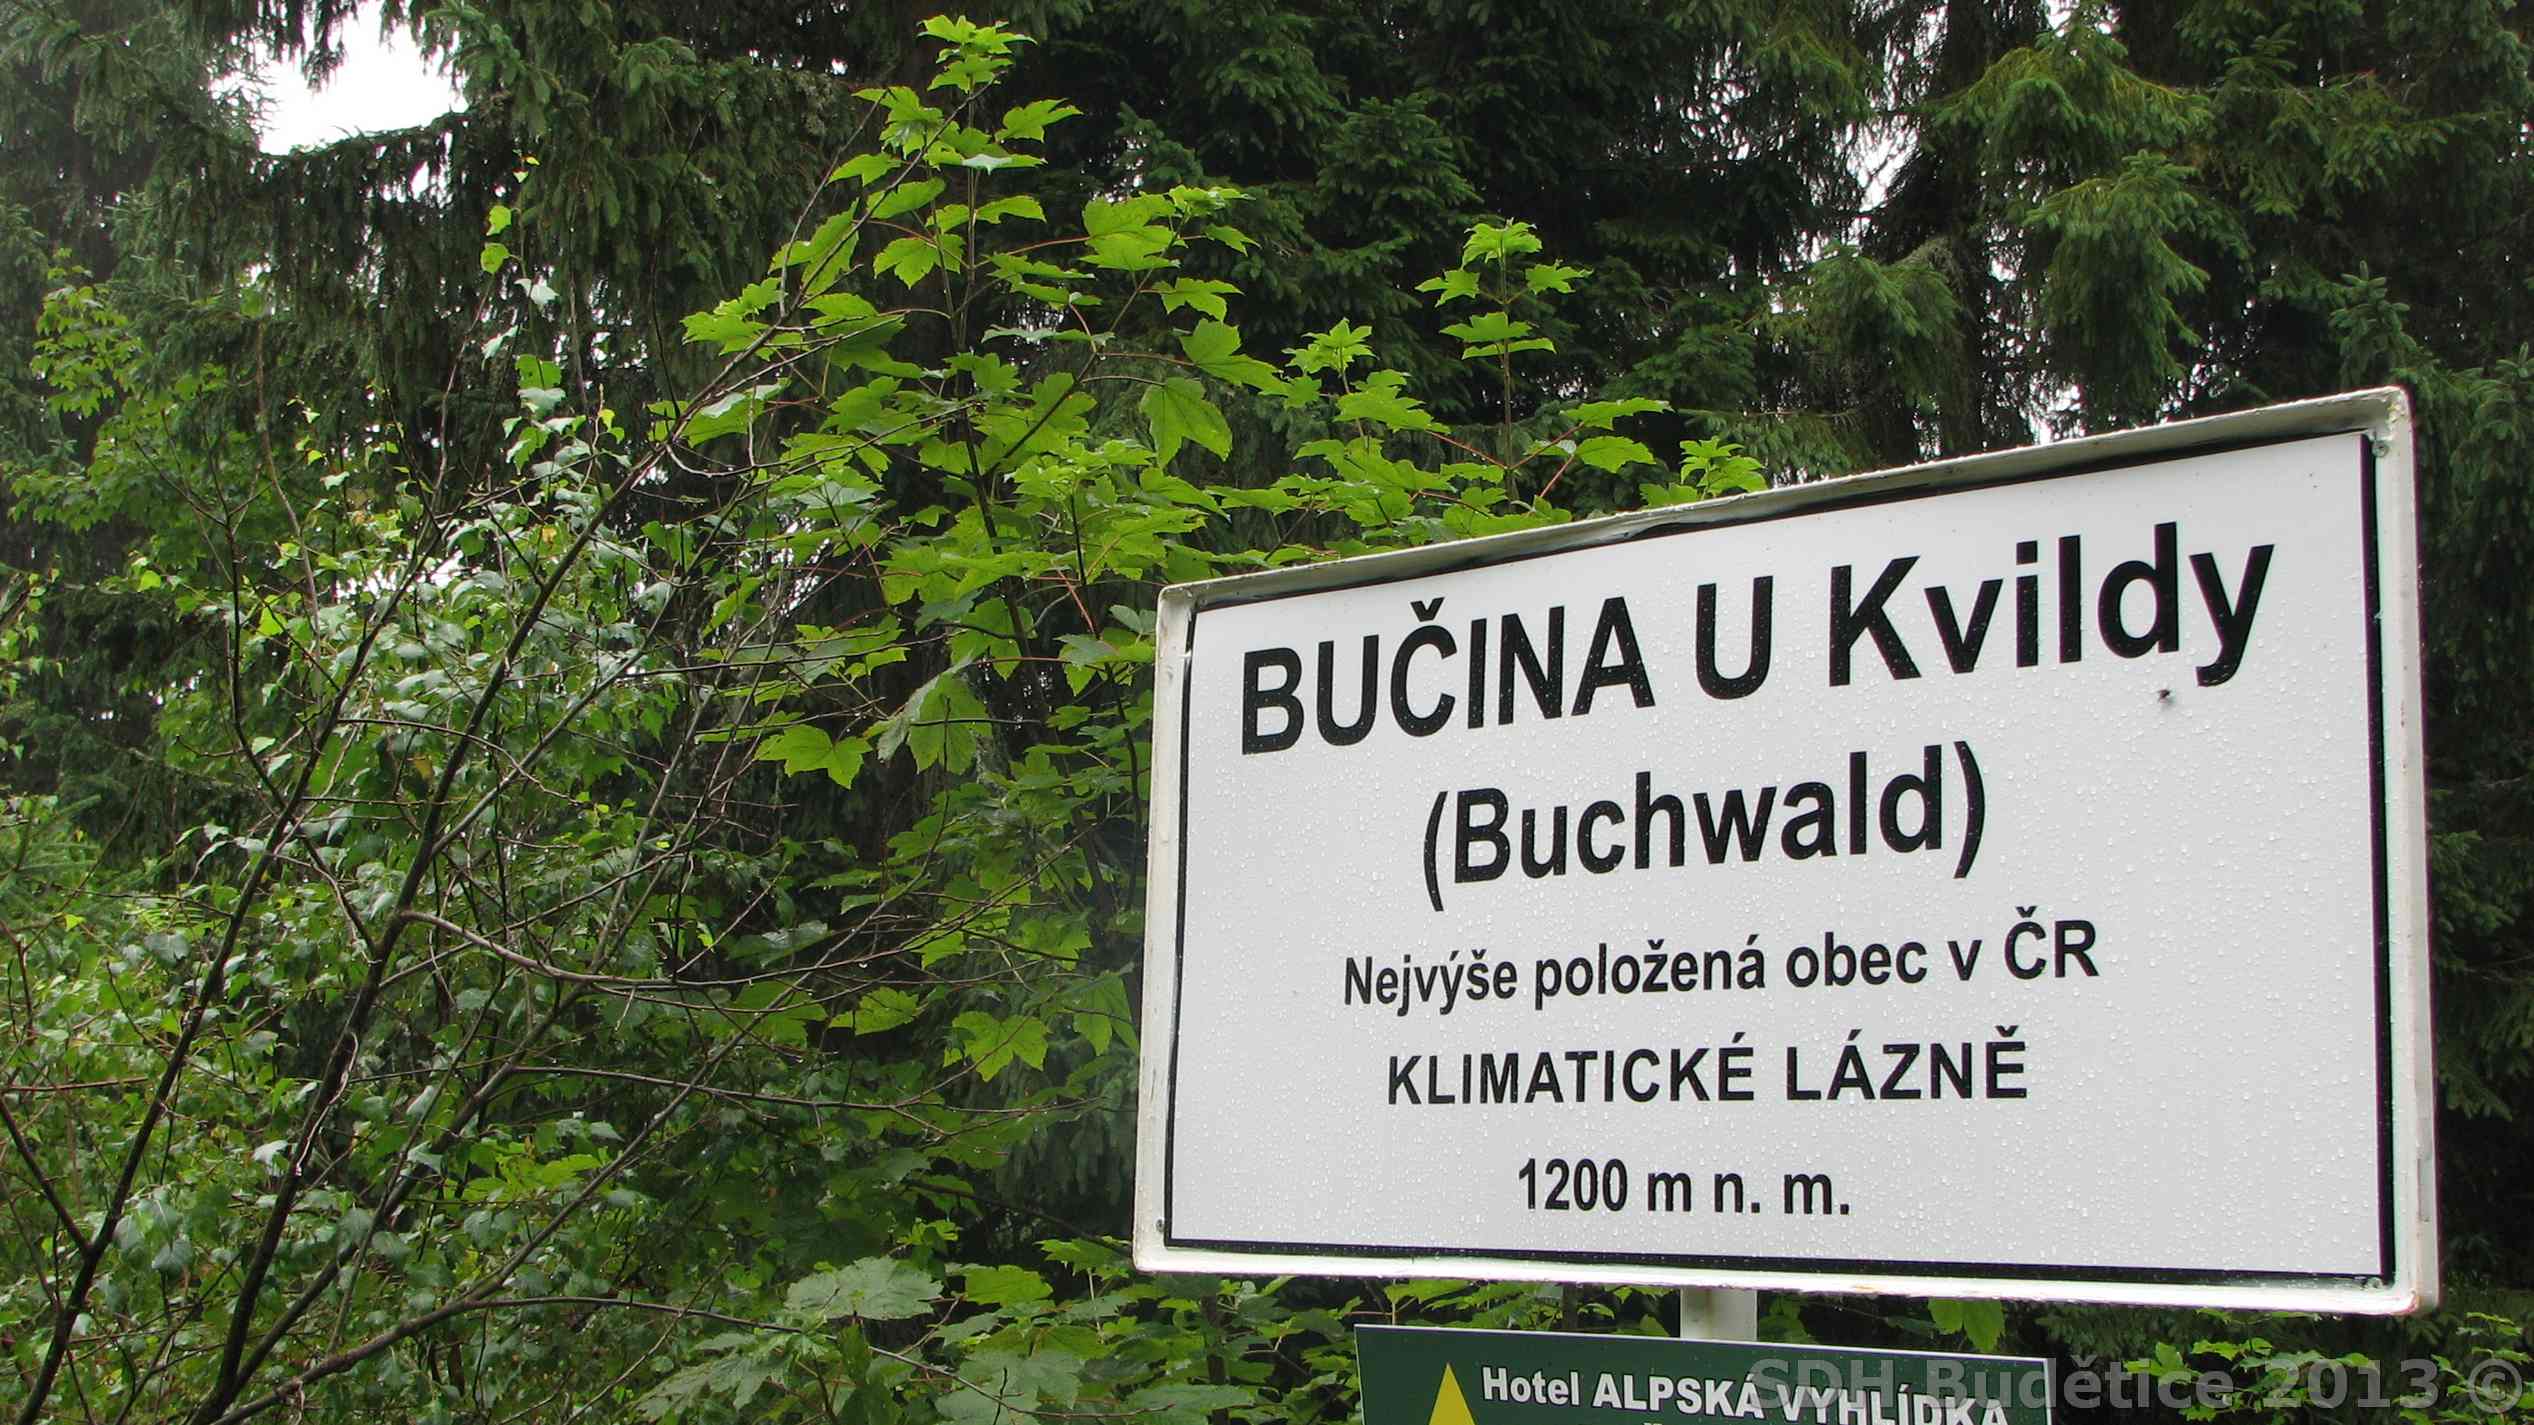 BUČINA U Kvildy
(Buchwald)
Nejvýše položená obec v ČR
KLIMATICKÉ LÁZNĚ
1200 m n. m.
Hotel ALPSKÁ VYHLÍDKA
SDH Budětice 2013 ©